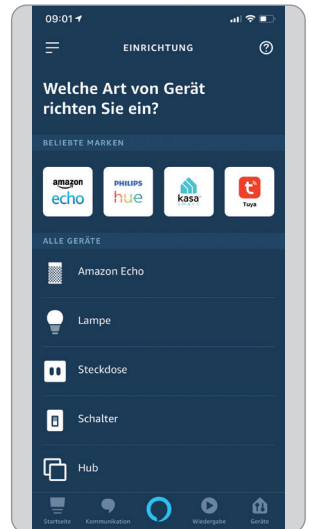 09:01
EINRICHTUNG
Welche Art von Gerät
richten Sie ein?
BELIEBTE MARKEN
amazon
echo
PHILIPS
hue
kasa
smart
Tuya
ALLE GERÄTE
Amazon Echo
Lampe
Steckdose
Schalter
Hub
Startseite Kommunikation Wiedergabe Geräte